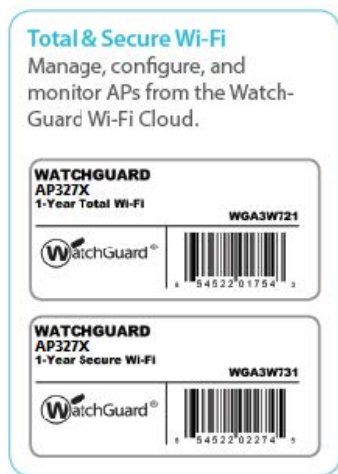 Total & Secure Wi-Fi
Manage, configure, and
monitor APs from the Watch-
Guard Wi-Fi Cloud.
WATCHGUARD
AP327X
1-Year Total Wi-Fi
WGA3W721
WatchGuard®
6 54522 01754 3
WATCHGUARD
AP327X
1-Year Secure Wi-Fi
WGA3W731
WatchGuard®
6 54522 02274 5